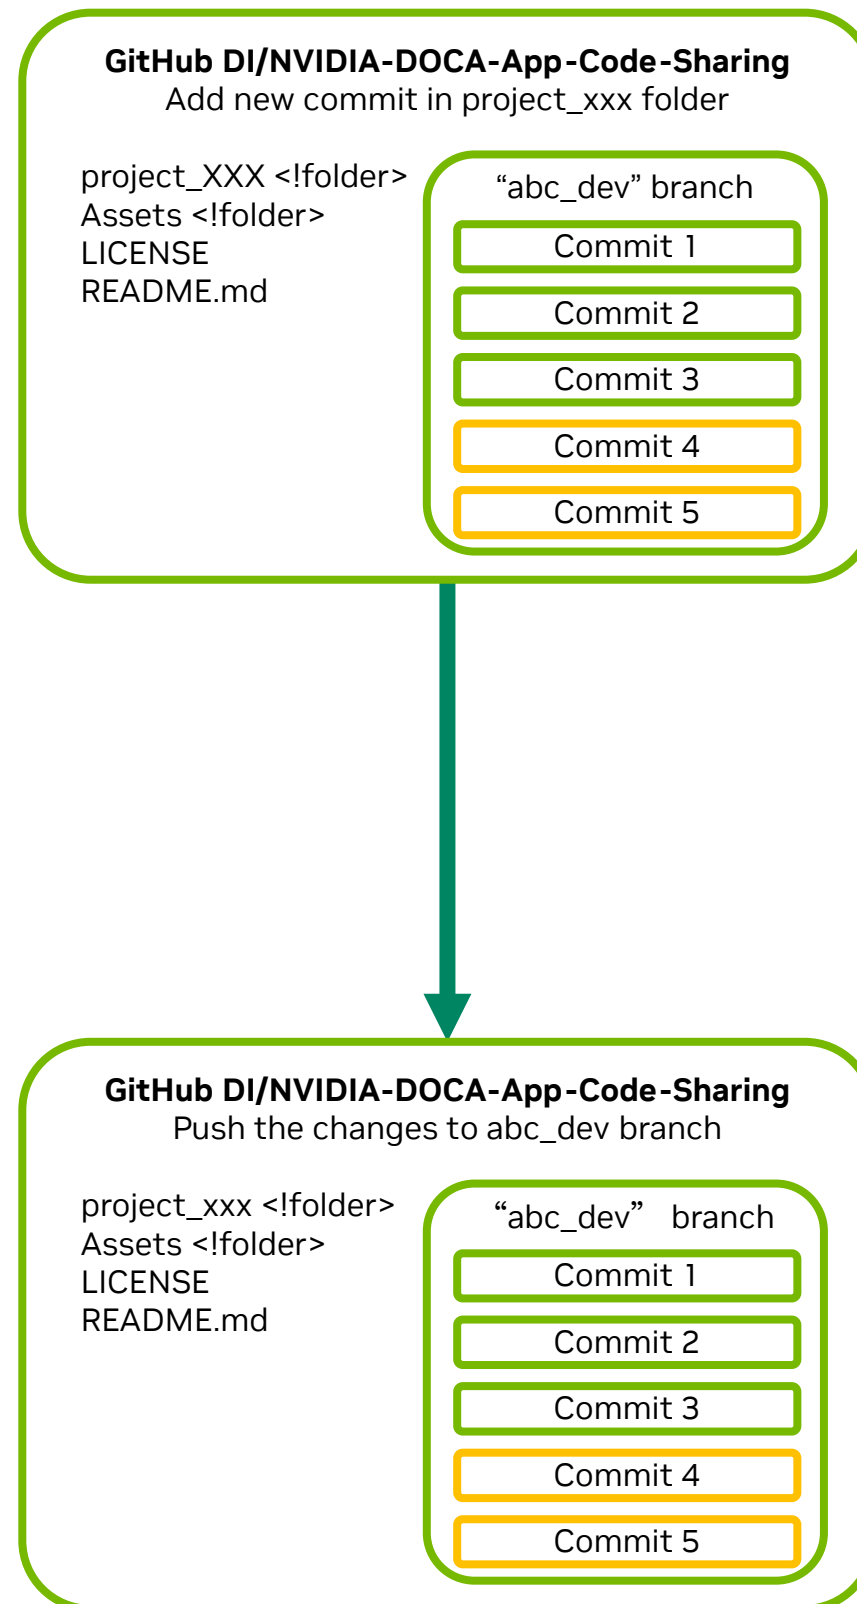 GitHub DI/NVIDIA-DOCA-App-Code-Sharing
Add new commit in project_xxx folder
project_XXX <!folder>
Assets <!folder>
LICENSE
README.md
“abc_dev” branch
Commit 1
Commit 2
Commit 3
Commit 4
Commit 5
GitHub DI/NVIDIA-DOCA-App-Code-Sharing
Push the changes to abc_dev branch
project_xxx <!folder>
Assets <!folder>
LICENSE
README.md
“abc_dev” branch
Commit 1
Commit 2
Commit 3
Commit 4
Commit 5